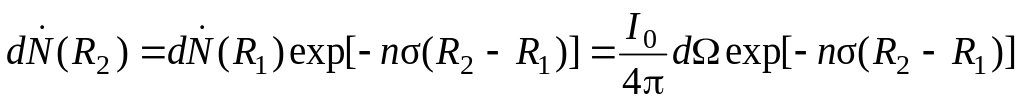 dṄ(R₂) = dṄ(R₁)exp[- nσ(R₂ - R₁)] = I₀/4π dΩ exp[- nσ(R₂ - R₁)]